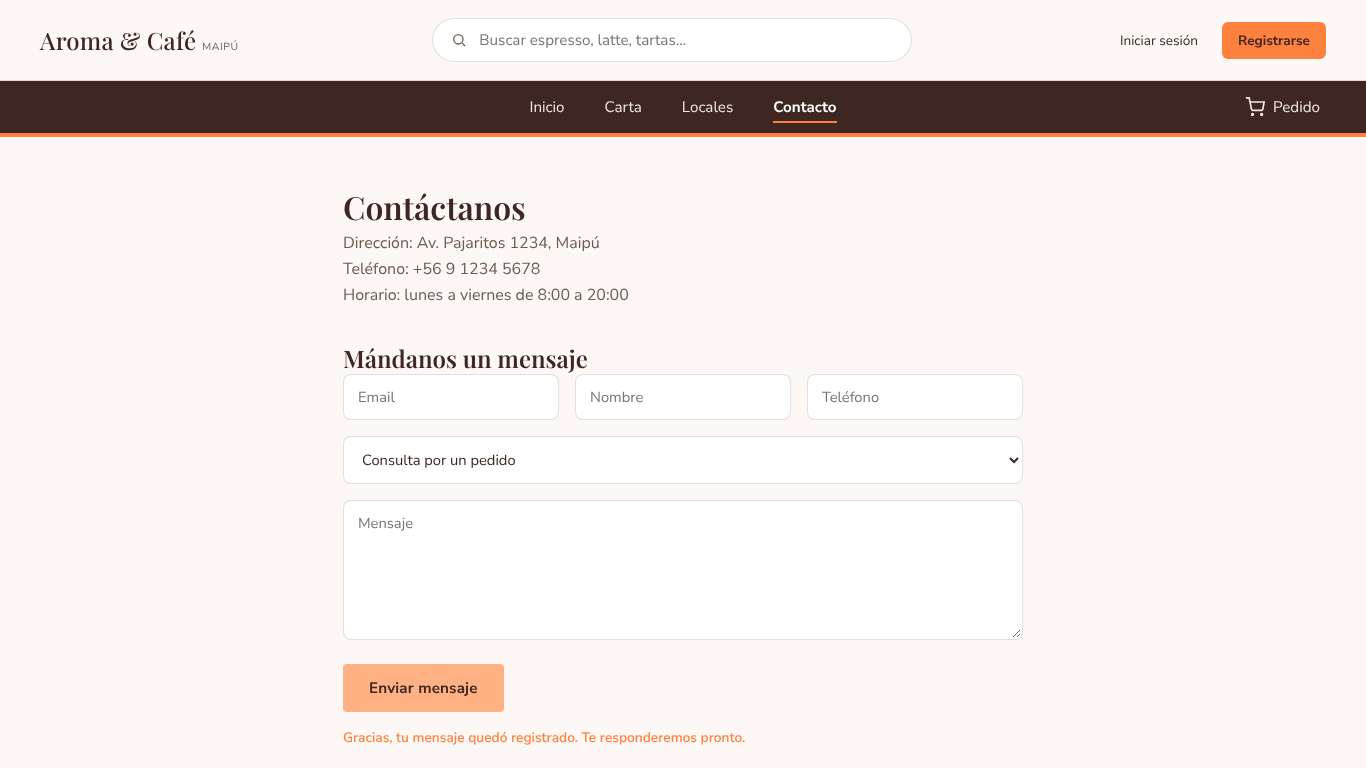 Aroma & Café MAIPÚ
Buscar espresso, latte, tartas...
Iniciar sesión
Registrarse
Inicio
Carta
Locales
Contacto
Pedido
Contáctanos
Dirección: Av. Pajaritos 1234, Maipú
Teléfono: +56 9 1234 5678
Horario: lunes a viernes de 8:00 a 20:00
Mándanos un mensaje
Email
Nombre
Teléfono
Consulta por un pedido
Mensaje
Enviar mensaje
Gracias, tu mensaje quedó registrado. Te responderemos pronto.